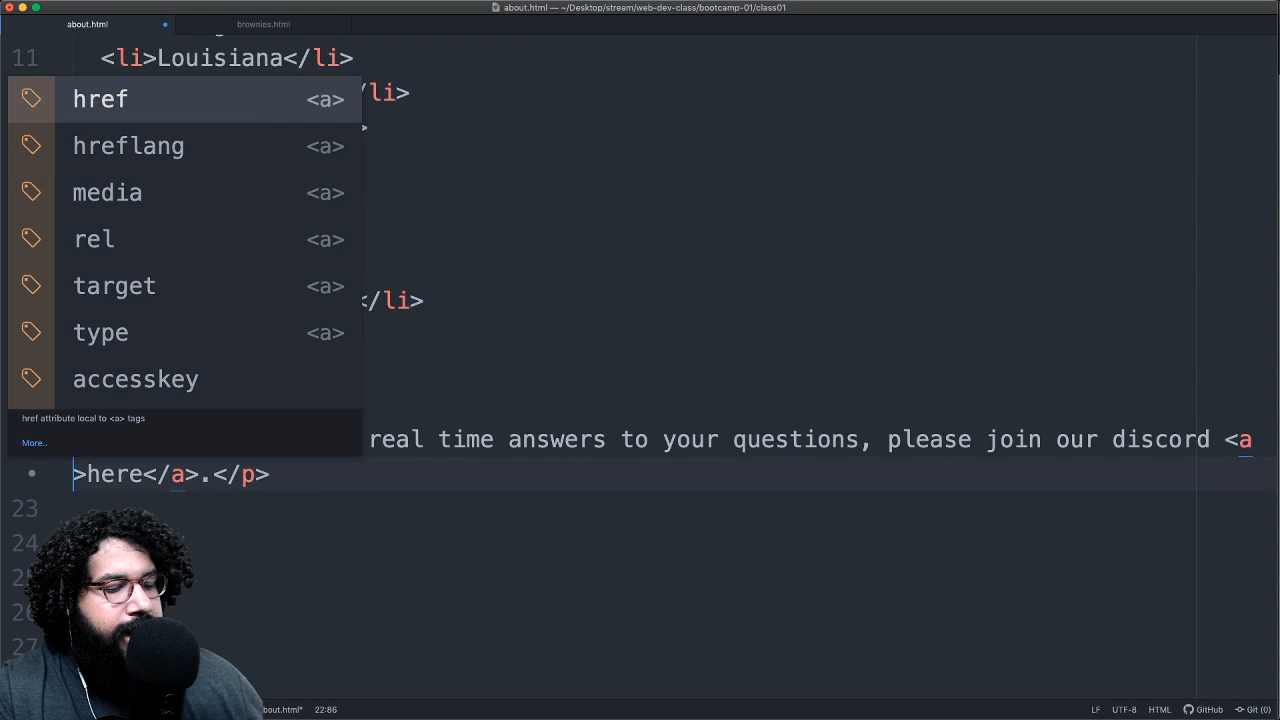 about.html — ~/Desktop/stream/web-dev-class/bootcamp-01/class01
about.html
brownies.html
11 <li>Louisiana</li>
/li>
>
</li>
href <a>
hreflang <a>
media <a>
rel <a>
target <a>
type <a>
accesskey
href attribute local to <a> tags
More..
real time answers to your questions, please join our discord <a
>here</a>.</p>
23
24
2
2
27
bout.html* 22:86 LF UTF-8 HTML GitHub Git (0)